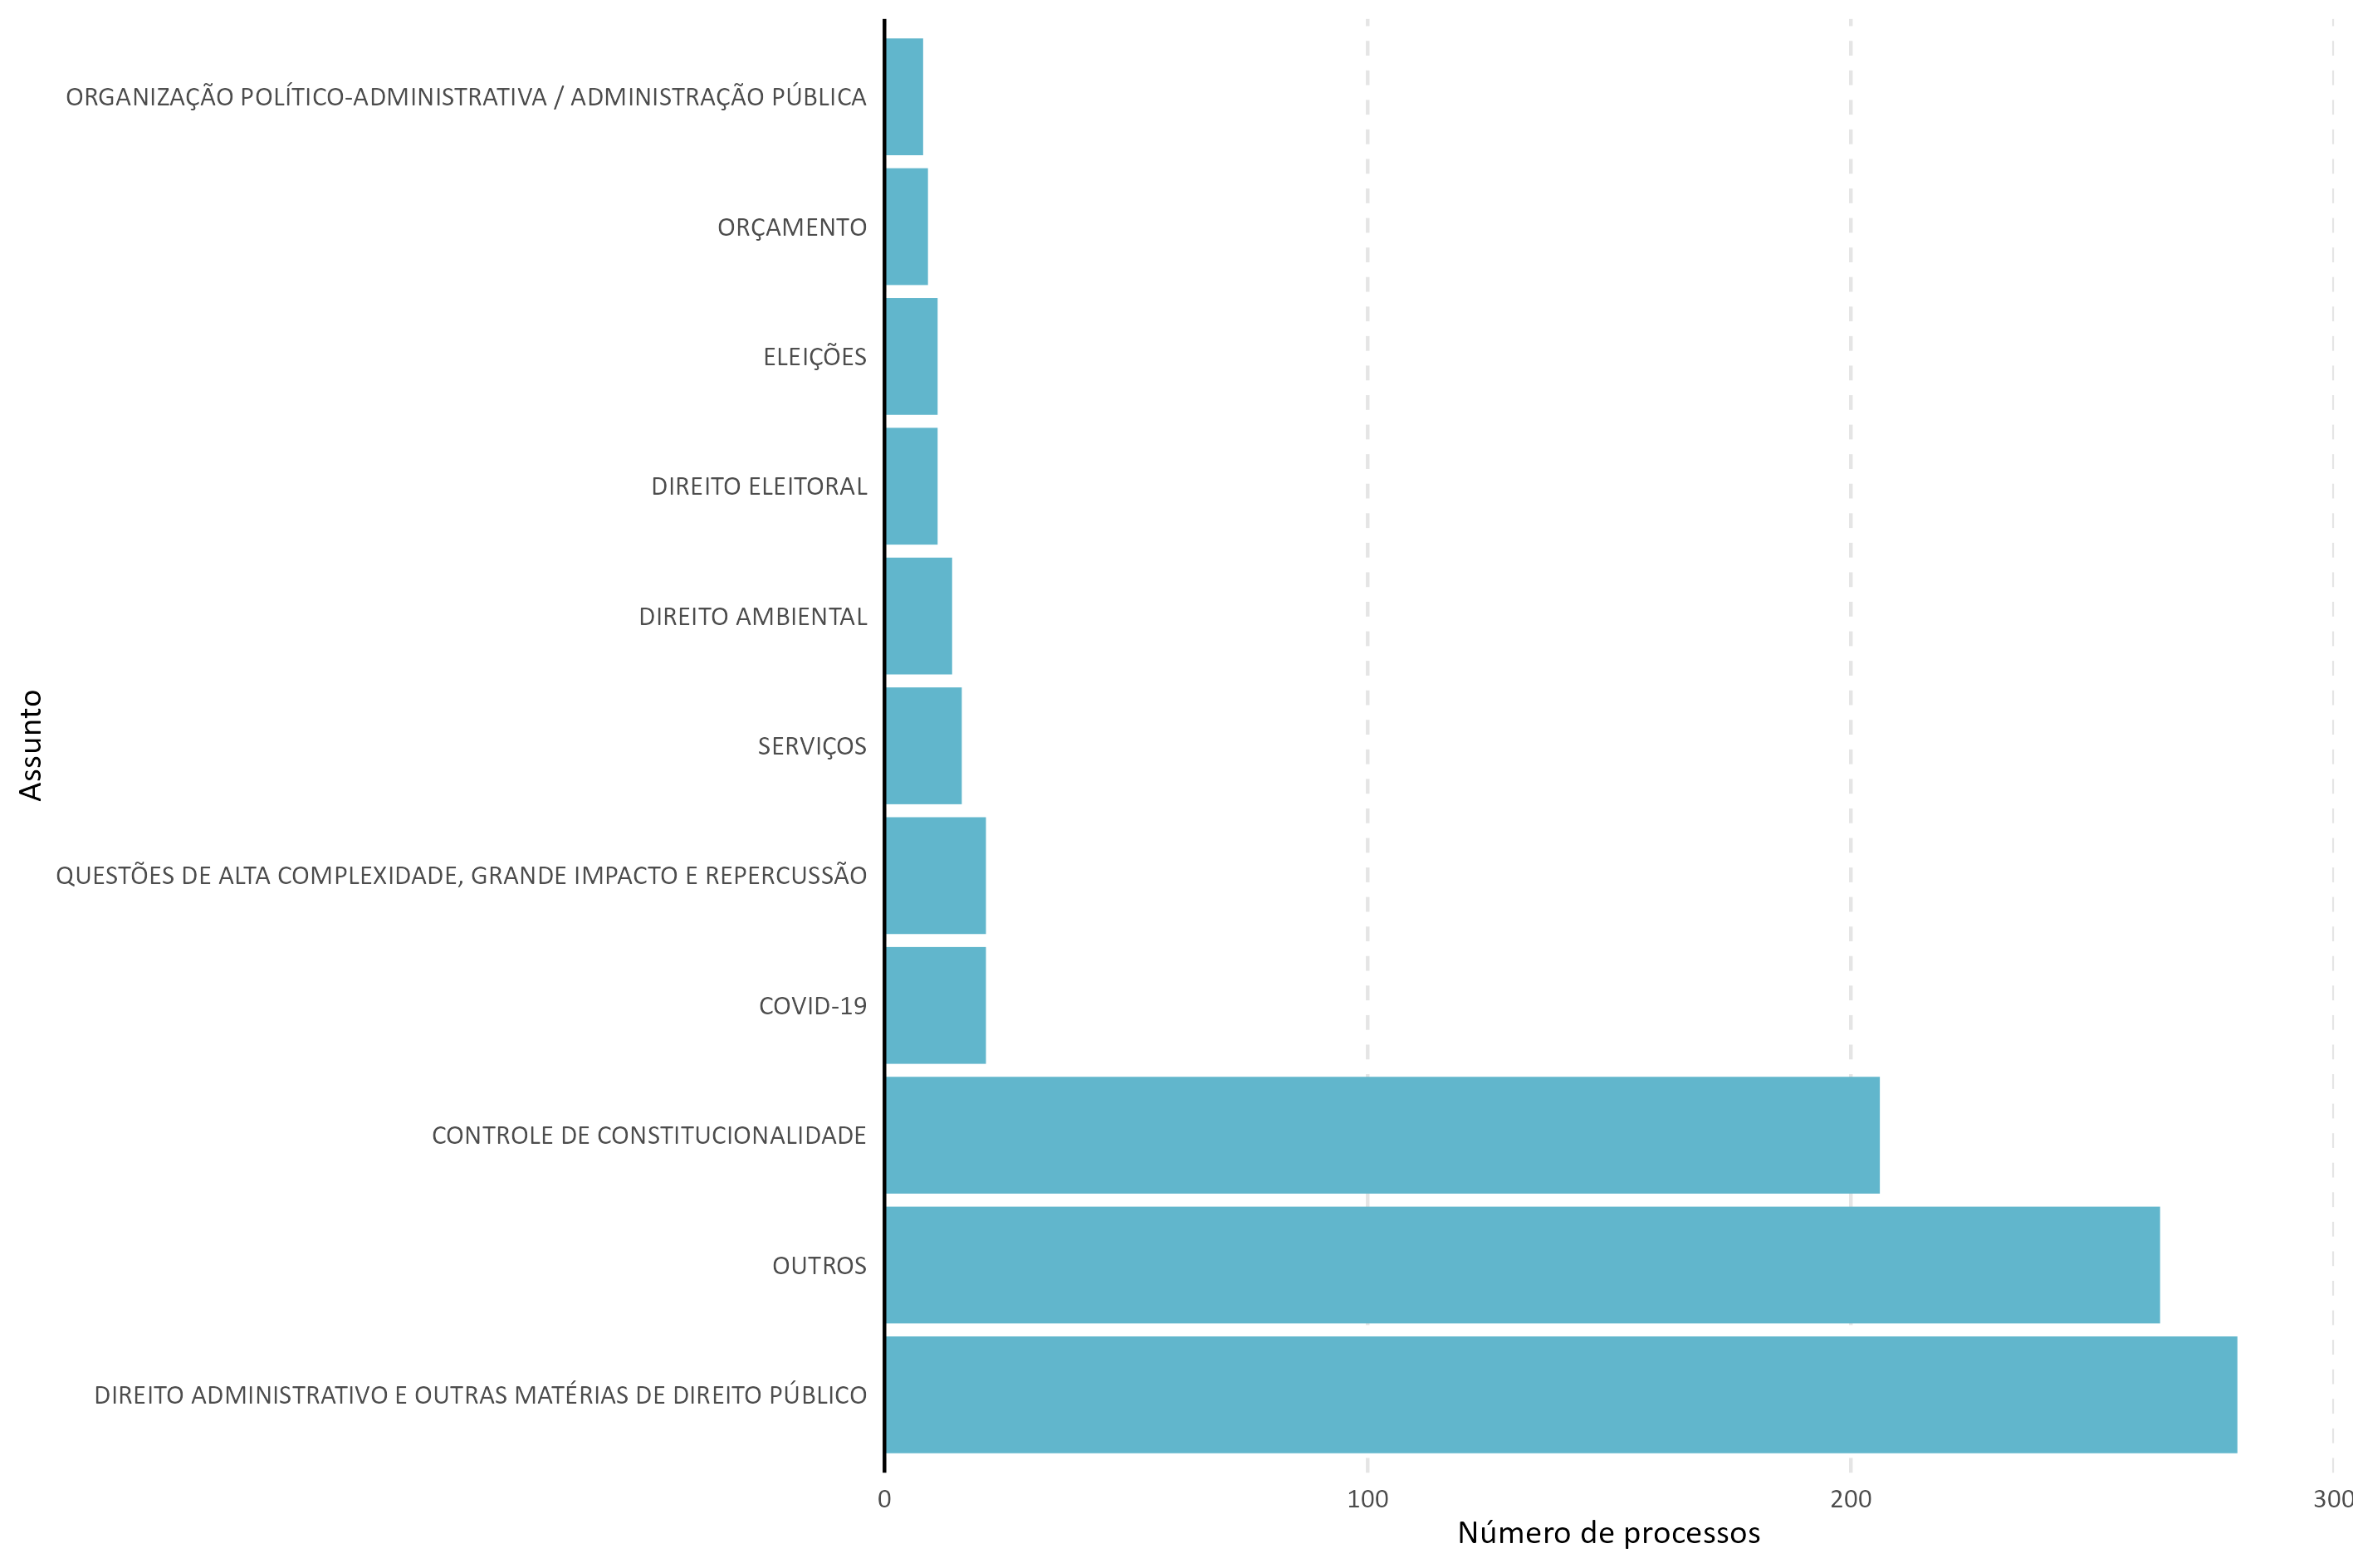 ORGANIZAÇÃO POLÍTICO-ADMINISTRATIVA / ADMINISTRAÇÃO PÚBLICA
ORÇAMENTO
ELEIÇÕES
DIREITO ELEITORAL
DIREITO AMBIENTAL
SERVIÇOS
QUESTÕES DE ALTA COMPLEXIDADE, GRANDE IMPACTO E REPERCUSSÃO
COVID-19
CONTROLE DE CONSTITUCIONALIDADE
OUTROS
DIREITO ADMINISTRATIVO E OUTRAS MATÉRIAS DE DIREITO PÚBLICO
Assunto
0 100 200 300
Número de processos